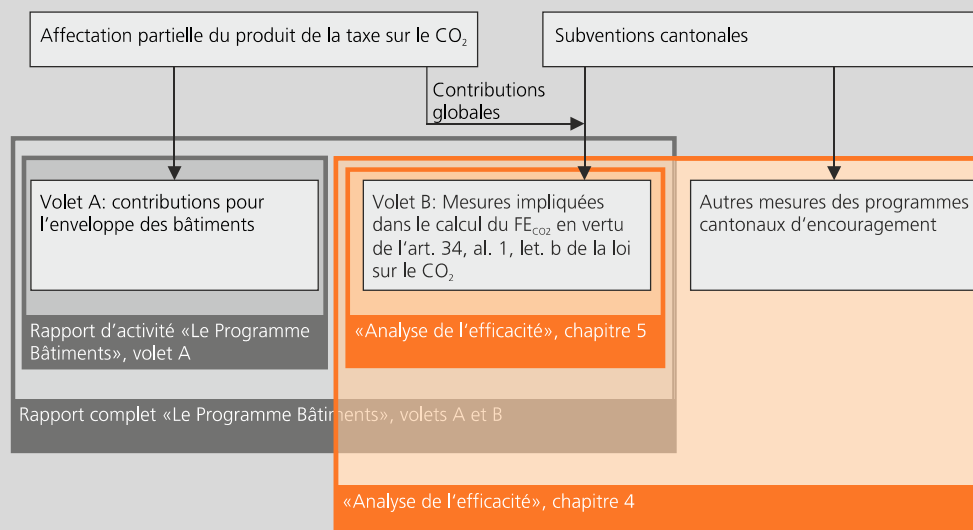 Affectation partielle du produit de la taxe sur le CO₂
Subventions cantonales
Contributions
globales
Volet A: contributions pour
l'enveloppe des bâtiments
Volet B: Mesures impliquées
dans le calcul du FE꜀ₒ₂ en vertu
de l'art. 34, al. 1, let. b de la loi
sur le CO₂
Autres mesures des programmes
cantonaux d'encouragement
Rapport d'activité «Le Programme
Bâtiments», volet A
«Analyse de l'efficacité», chapitre 5
Rapport complet «Le Programme Bâtiments», volets A et B
«Analyse de l'efficacité», chapitre 4